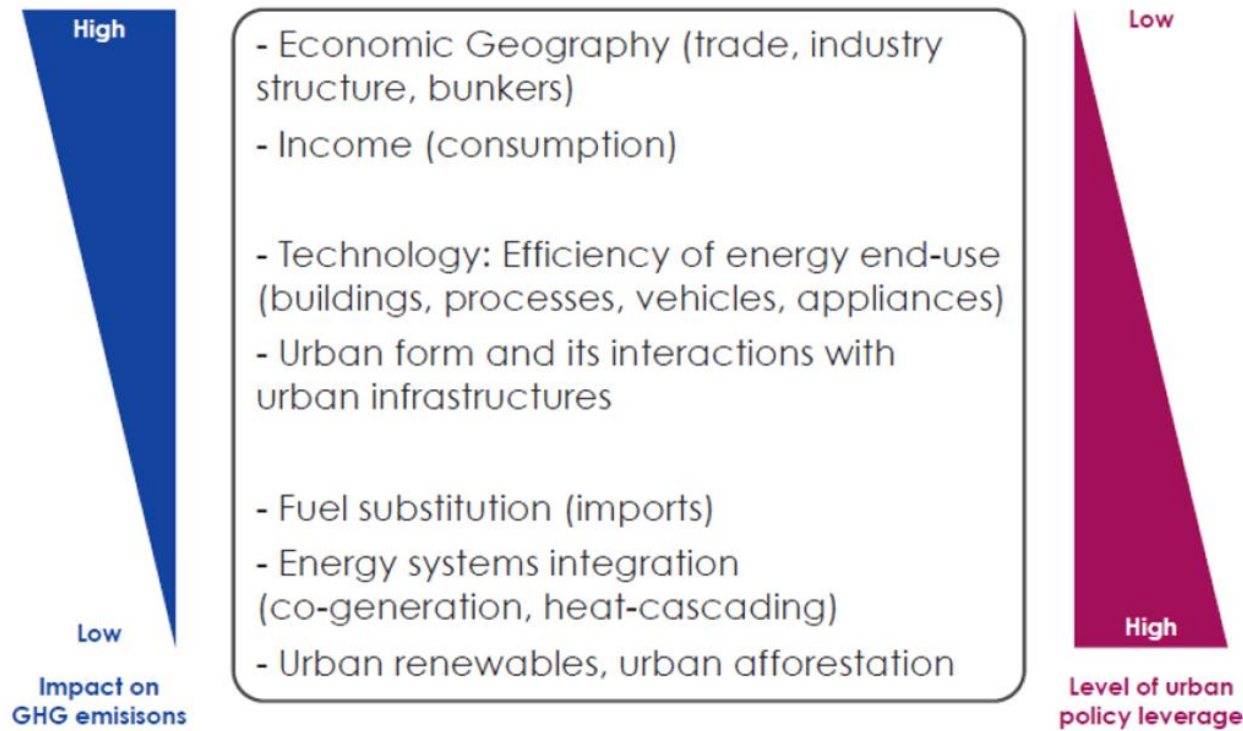 High
Low
Impact on
GHG emisisons
- Economic Geography (trade, industry
structure, bunkers)
- Income (consumption)
- Technology: Efficiency of energy end-use
(buildings, processes, vehicles, appliances)
- Urban form and its interactions with
urban infrastructures
- Fuel substitution (imports)
- Energy systems integration
(co-generation, heat-cascading)
- Urban renewables, urban afforestation
Low
High
Level of urban
policy leverage